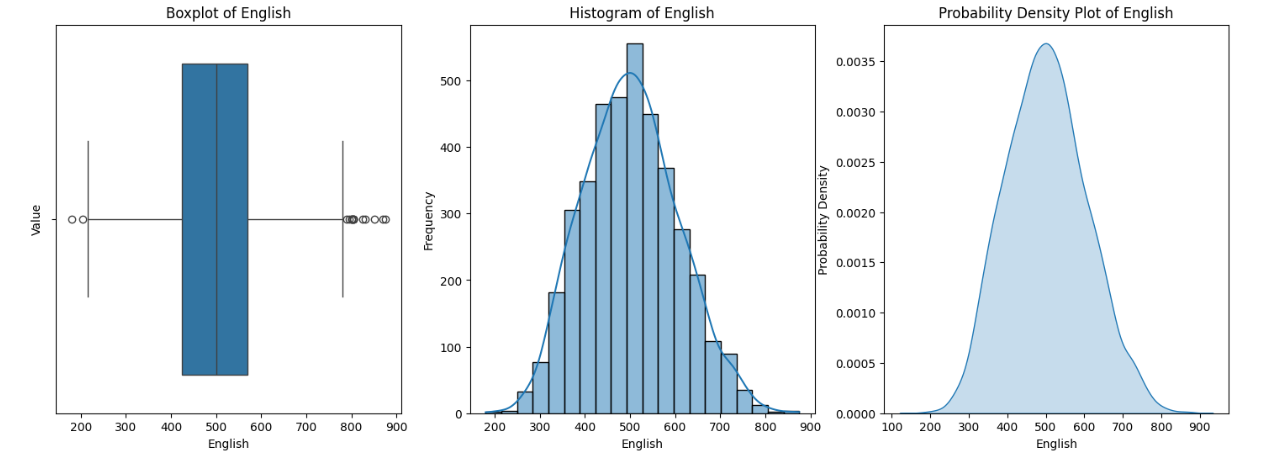 Boxplot of English
Value
200 300 400 500 600 700 800 900
English
Histogram of English
Frequency
500
400
300
200
100
0
200 300 400 500 600 700 800 900
English
Probability Density Plot of English
Probability Density
0.0035
0.0030
0.0025
0.0020
0.0015
0.0010
0.0005
0.0000
100 200 300 400 500 600 700 800 900
English